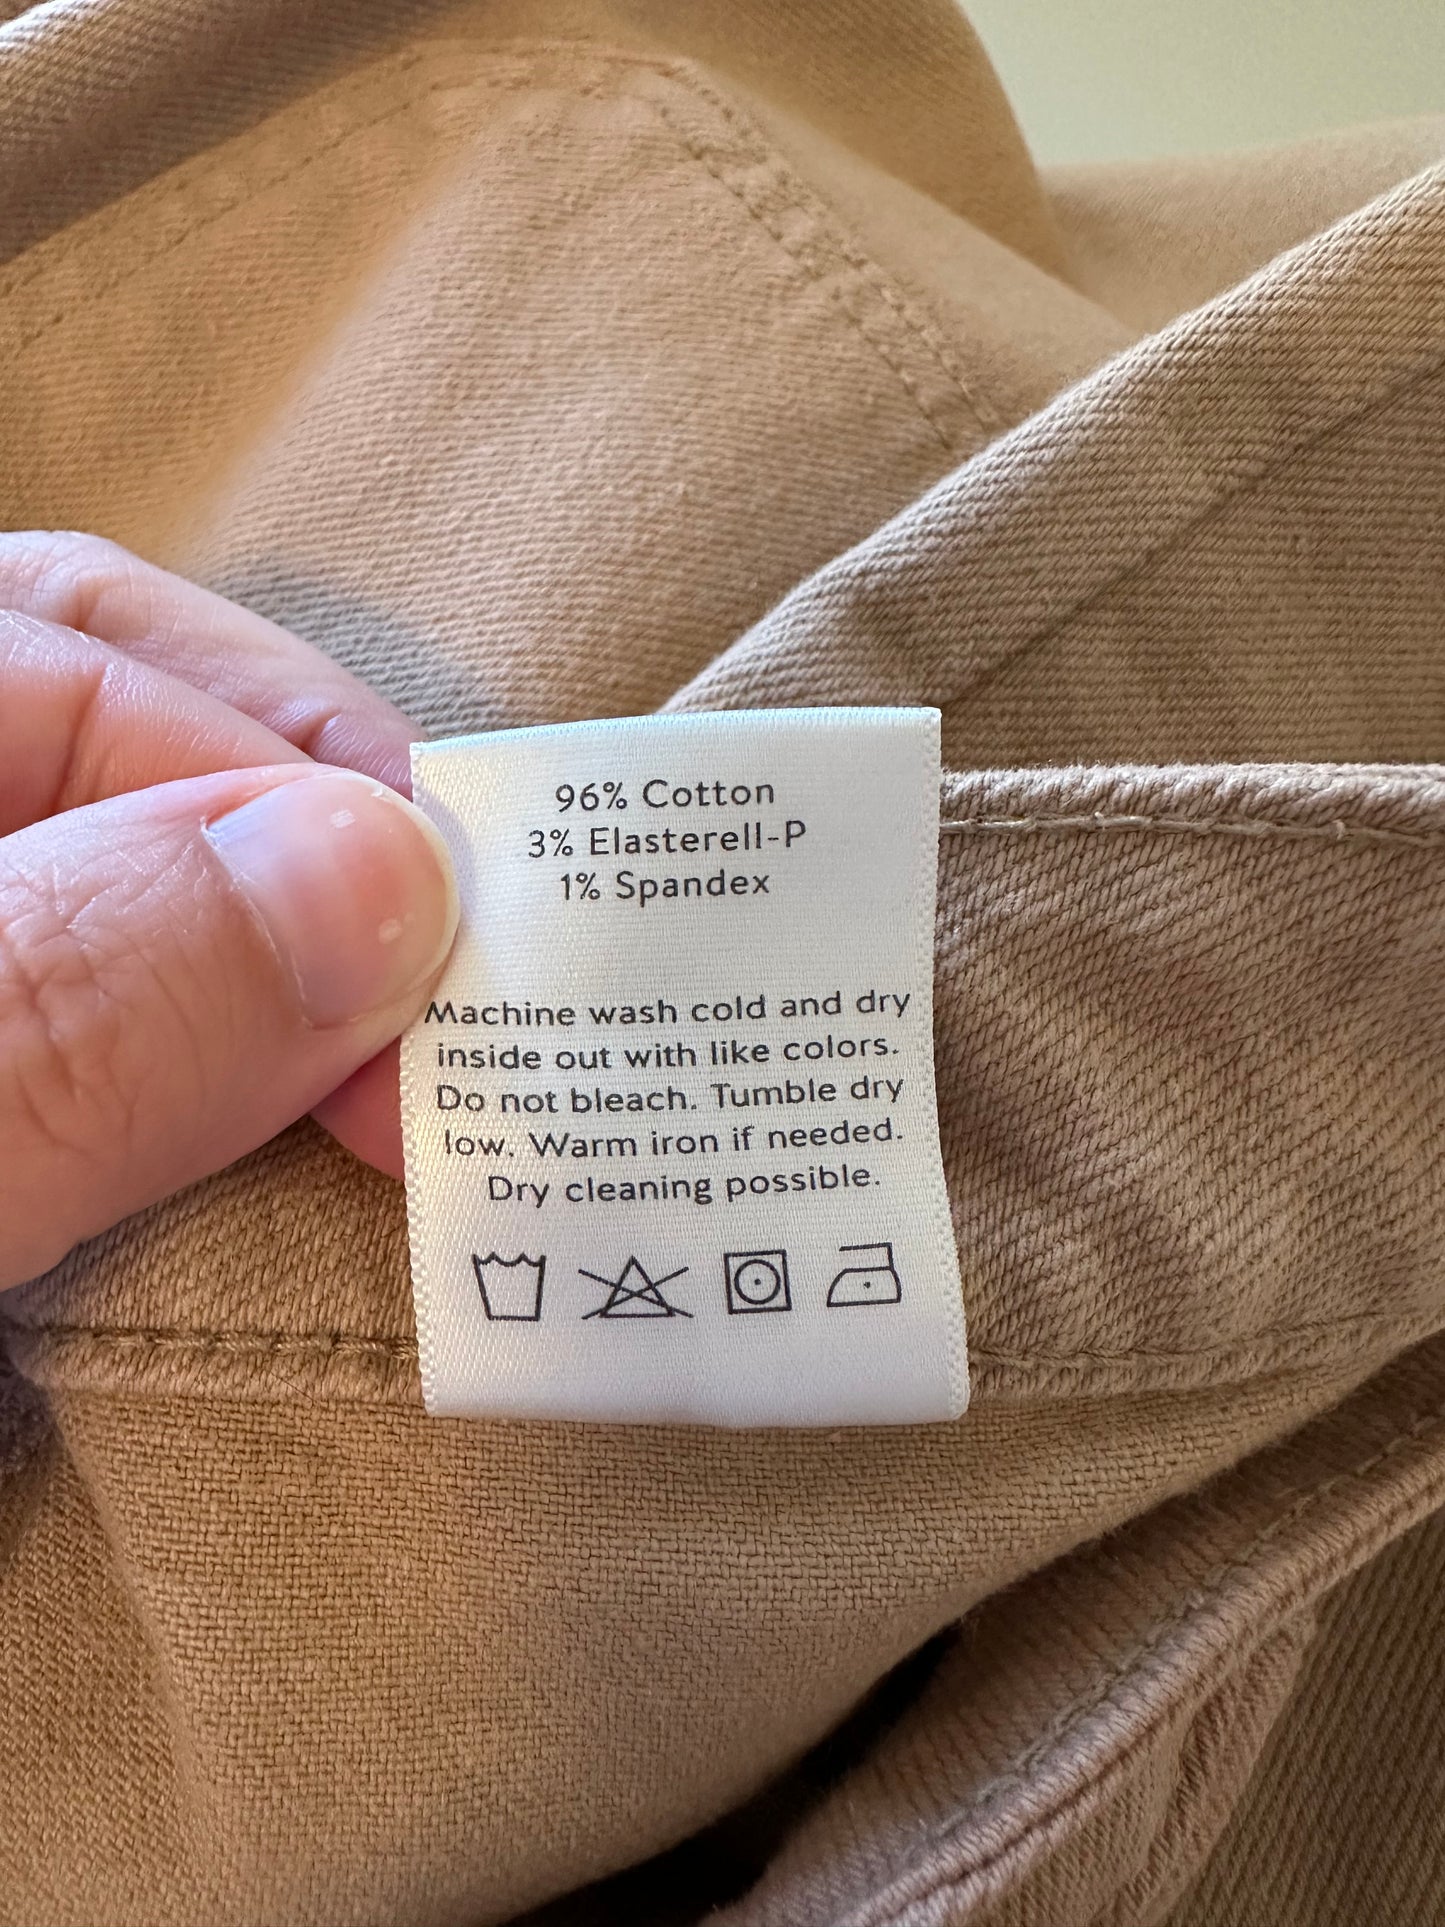 96% Cotton
3% Elasterell-P
1% Spandex
Machine wash cold and dry
inside out with like colors.
Do not bleach. Tumble dry
low. Warm iron if needed.
Dry cleaning possible.